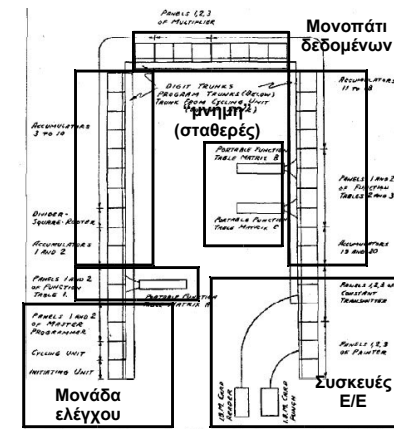 PANELS 1,2,3
OF MULTIPLIER
Μονοπάτι
δεδομένων
DIGIT TRUNKS
PROGRAM TRUNKS (BELOW)
TRUNK FROM CYCLING UNIT
“μνήμη”
(σταθερές)
ACCUMULATORS
11 TO 18
ACCUMULATORS
3 TO 10
PORTABLE FUNCTION
TABLE MATRIX B
PANELS 1 AND 2
OF FUNCTION
TABLES 2 AND 3
PORTABLE FUNCTION
TABLE MATRIX C
DIVIDER-
SQUARE-ROOTER
ACCUMULATORS
1 AND 2
ACCUMULATORS
19 AND 20
PANELS 1 AND 2
OF FUNCTION
TABLE 1.
PORTABLE FUNCTION
TABLE MATRIX A
PANELS 1,2,3 OF
CONSTANT
TRANSMITTER
PANELS 1 AND 2
OF MASTER
PROGRAMMER
CYCLING UNIT
INITIATING UNIT
PANELS 1,2,3
OF PRINTER
Μονάδα
ελέγχου
I.B.M. CARD
READER
I.B.M. CARD
PUNCH
Συσκευές
Ε/Ε